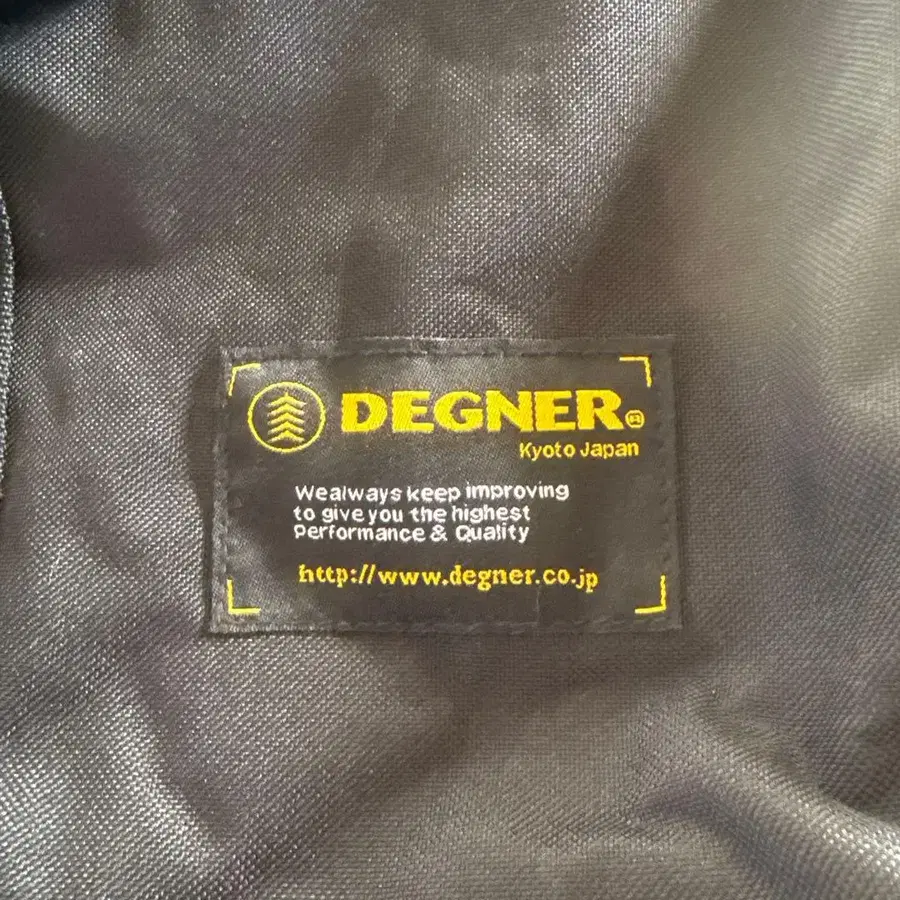 DEGNER®
Kyoto Japan
Wealways keep improving
to give you the highest
Performance & Quality
http://www.degner.co.jp